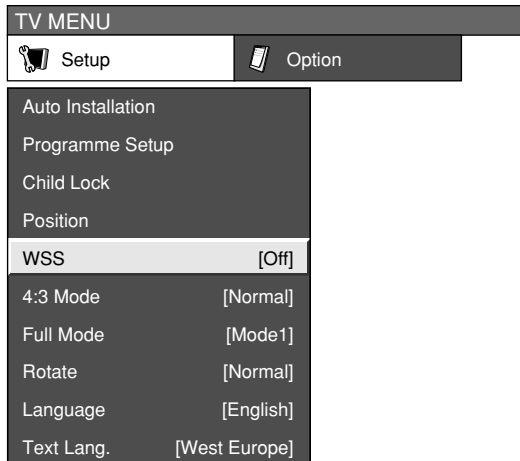 TV MENU
Setup Option
Auto Installation
Programme Setup
Child Lock
Position
WSS [Off]
4:3 Mode [Normal]
Full Mode [Mode1]
Rotate [Normal]
Language [English]
Text Lang. [West Europe]